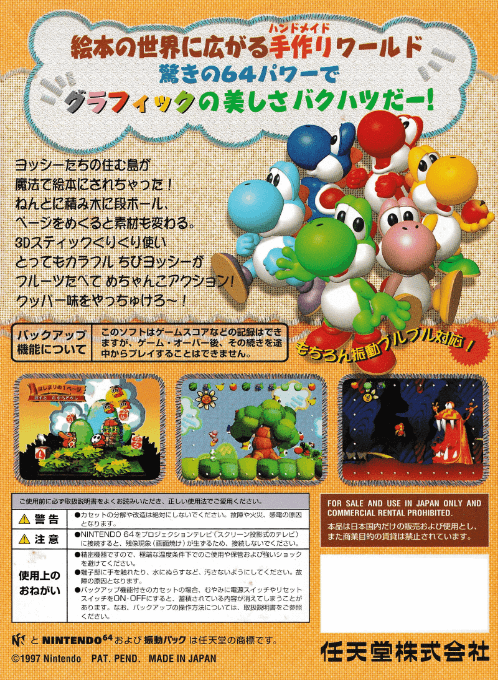 ハンドメイド
絵本の世界に広がる手作りワールド
驚きの64パワーで
グラフィックの美しさバクハツだー!
ヨッシーたちの住む島が
魔法で絵本にされちゃった!
ねんどに積み木に段ボール、
ページをめくると素材も変わる。
3Dスティックぐりぐり使い
とってもカラフル ちびヨッシーが
フルーツたべて めちゃんこアクション!
クッパー味をやっちゅけろ〜!
バックアップ
機能について
このソフトはゲームスコアなどの記録はでき
ますが、ゲーム・オーバー後、その続きを途
中からプレイすることはできません。
もちろん振動ブルブル対応!
はじまりの1ページ
ご使用前に必ず取扱説明書をよくお読みいただき、正しい使用法でご愛用ください。
警告
●カセットの分解や改造は絶対にしないでください。故障や火災、感電の原因
となります。
注意
●NINTENDO 64をプロジェクションテレビ(スクリーン投影式のテレビ)
に接続すると、残像現象(画面焼け)が生ずるため、接続しないでください。
使用上の
おねがい
●精密機器ですので、極端な温度条件下でのご使用や保管および強いショック
を避けてください。
●端子部に手を触れたり、水にぬらすなど、汚さないようにしてください。故
障の原因となります。
●バックアップ機能付きのカセットの場合、むやみに電源スイッチやリセット
スイッチをON・OFFにすると、蓄積されている内容が消えてしまうことが
あります。なお、バックアップの操作方法については、取扱説明書をご参照
ください。
FOR SALE AND USE IN JAPAN ONLY AND
COMMERCIAL RENTAL PROHIBITED.
本品は日本国内だけの販売および使用とし、
また商業目的の賃貸は禁止されています。
と NINTENDO64 および 振動パック は任天堂の商標です。
©1997 Nintendo PAT. PEND. MADE IN JAPAN
任天堂株式会社